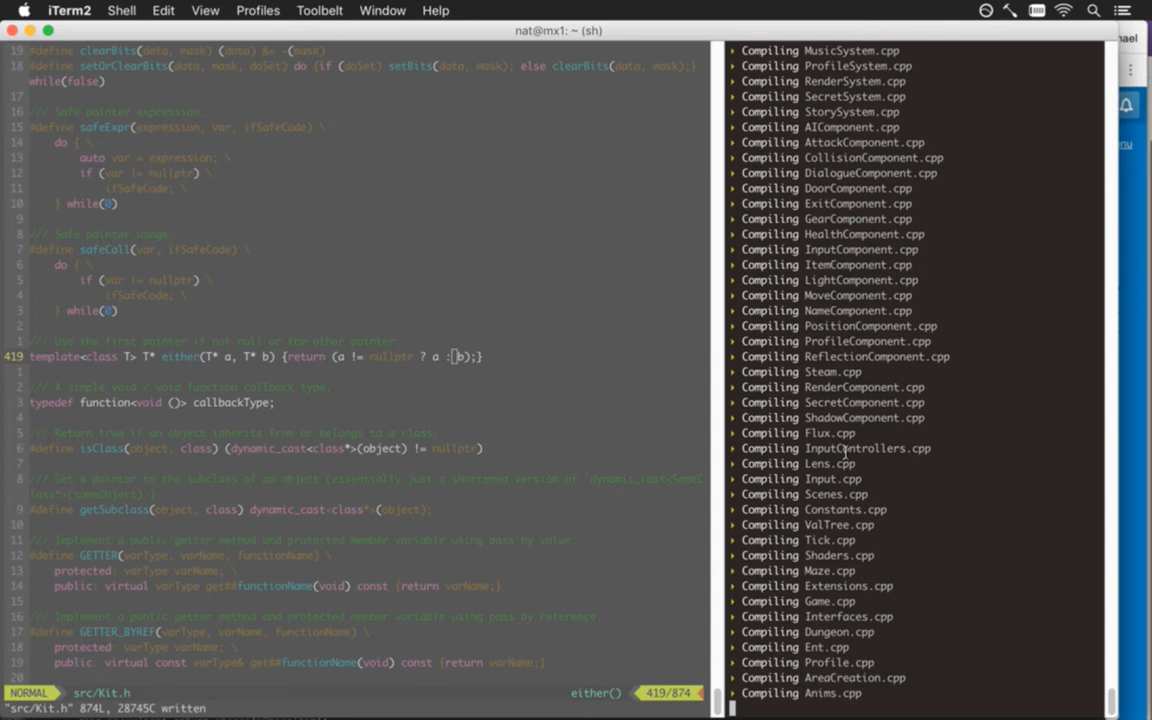 iTerm2 Shell Edit View Profiles Toolbelt Window Help
nat@mx1: ~ (sh)
19 #define clearBits(data, mask) (data) &= ~(mask)
18 #define setOrClearBits(data, mask, doSet) do {if (doSet) setBits(data, mask); else clearBits(data, mask);}
while(false)
17
16 /// Safe pointer expression.
15 #define safeExpr(expression, var, ifSafeCode) \
14 do { \
13 auto var = expression; \
12 if (var != nullptr) \
11 ifSafeCode; \
10 } while(0)
9
8 /// Safe pointer usage.
7 #define safeCall(var, ifSafeCode) \
6 do { \
5 if (var != nullptr) \
4 ifSafeCode; \
3 } while(0)
2
1 /// Use the first pointer if not null or the other pointer.
419 template<class T> T* either(T* a, T* b) {return (a != nullptr ? a : b);}
1
2 /// A simple void / void function callback type.
3 typedef function<void ()> callbackType;
4
5 /// Return true if an object inherits from or belongs to a class.
6 #define isClass(object, class) (dynamic_cast<class*>(object) != nullptr)
7
8 /// Get a pointer to the subclass of an object (essentially just a shortened version of `dynamic_cast<SomeC
lass*>(someObject)`).
9 #define getSubclass(object, class) dynamic_cast<class*>(object);
10
11 /// Implement a public getter method and protected member variable using pass by value.
12 #define GETTER(varType, varName, functionName) \
13 protected: varType varName; \
14 public: virtual varType get##functionName(void) const {return varName;}
15
16 /// Implement a public getter method and protected member variable using pass by reference.
17 #define GETTER_BYREF(varType, varName, functionName) \
18 protected: varType varName; \
19 public: virtual const varType& get##functionName(void) const {return varName;}
20
NORMAL src/Kit.h either() 419/874
"src/Kit.h" 874L, 28745C written
Compiling MusicSystem.cpp
Compiling ProfileSystem.cpp
Compiling RenderSystem.cpp
Compiling SecretSystem.cpp
Compiling StorySystem.cpp
Compiling AIComponent.cpp
Compiling AttackComponent.cpp
Compiling CollisionComponent.cpp
Compiling DialogueComponent.cpp
Compiling DoorComponent.cpp
Compiling ExitComponent.cpp
Compiling GearComponent.cpp
Compiling HealthComponent.cpp
Compiling InputComponent.cpp
Compiling ItemComponent.cpp
Compiling LightComponent.cpp
Compiling MoveComponent.cpp
Compiling NameComponent.cpp
Compiling PositionComponent.cpp
Compiling ProfileComponent.cpp
Compiling ReflectionComponent.cpp
Compiling Steam.cpp
Compiling RenderComponent.cpp
Compiling SecretComponent.cpp
Compiling ShadowComponent.cpp
Compiling Flux.cpp
Compiling InputControllers.cpp
Compiling Lens.cpp
Compiling Input.cpp
Compiling Scenes.cpp
Compiling Constants.cpp
Compiling ValTree.cpp
Compiling Tick.cpp
Compiling Shaders.cpp
Compiling Maze.cpp
Compiling Extensions.cpp
Compiling Game.cpp
Compiling Interfaces.cpp
Compiling Dungeon.cpp
Compiling Ent.cpp
Compiling Profile.cpp
Compiling AreaCreation.cpp
Compiling Anims.cpp
ael
nu